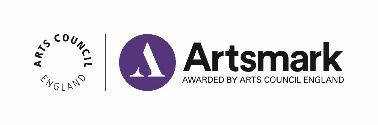 ARTS COUNCIL
ENGLAND
A
Artsmark
AWARDED BY ARTS COUNCIL ENGLAND